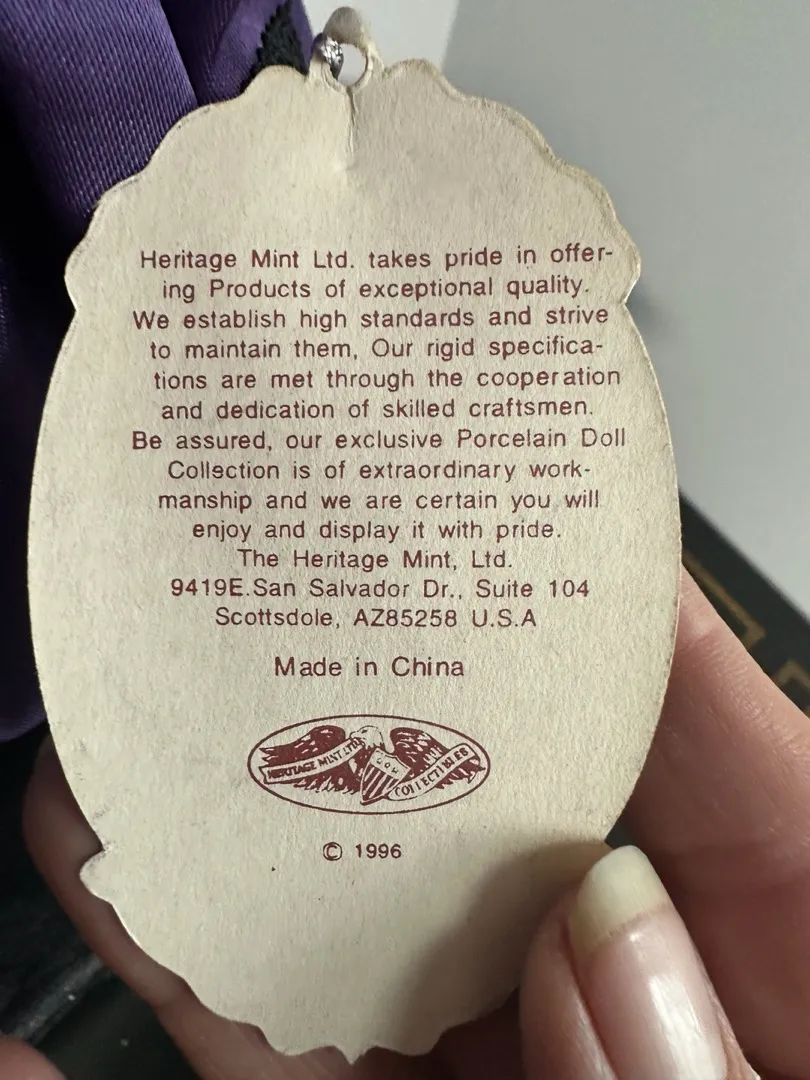 Heritage Mint Ltd. takes pride in offer-
ing Products of exceptional quality.
We establish high standards and strive
to maintain them, Our rigid specifica-
tions are met through the cooperation
and dedication of skilled craftsmen.
Be assured, our exclusive Porcelain Doll
Collection is of extraordinary work-
manship and we are certain you will
enjoy and display it with pride.
The Heritage Mint, Ltd.
9419E.San Salvador Dr., Suite 104
Scottsdole, AZ85258 U.S.A
Made in China
HERITAGE MINT LTD
COLLECTIBLES
© 1996